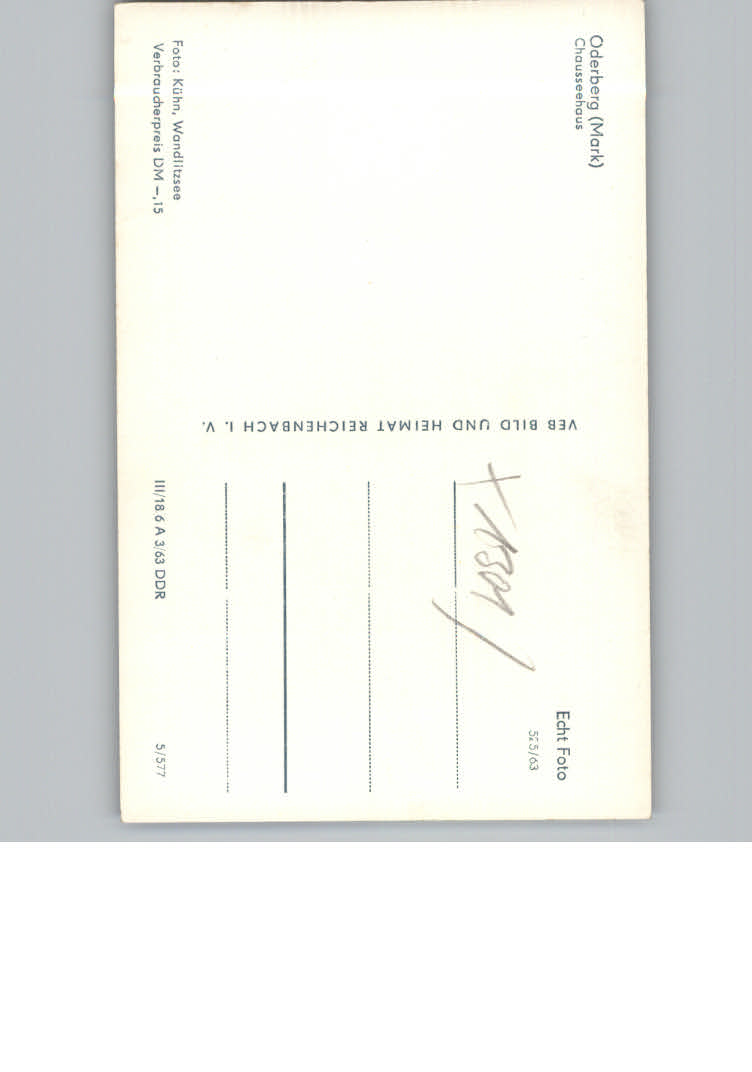 Oderberg (Mark)
Chausseehaus
Foto: Kühn, Wandlitzsee
Verbraucherpreis DM –,15
VEB BILD UND HEIMAT REICHENBACH I. V.
Echt Foto
525/63
III/18 6 A 3/63 DDR
5/577